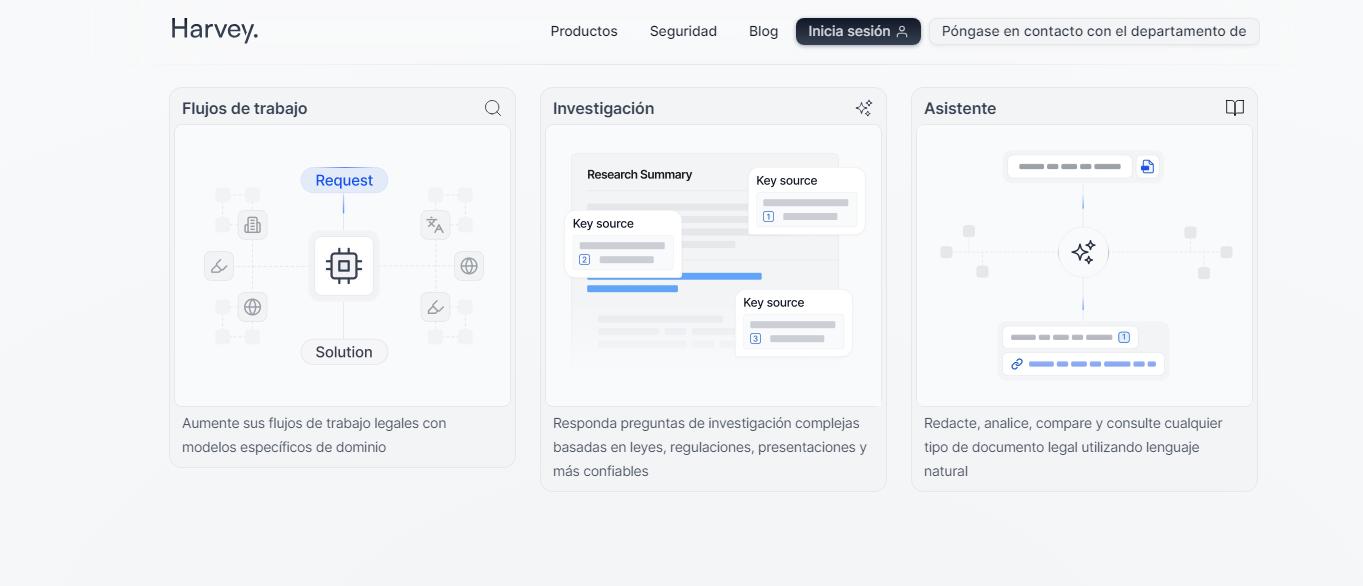 Harvey.
Productos
Seguridad
Blog
Inicia sesión
Póngase en contacto con el departamento de
Flujos de trabajo
Request
Solution
Aumente sus flujos de trabajo legales con
modelos específicos de dominio
Investigación
Research Summary
Key source
1
Key source
2
Key source
3
Responda preguntas de investigación complejas
basadas en leyes, regulaciones, presentaciones y
más confiables
Asistente
1
Redacte, analice, compare y consulte cualquier
tipo de documento legal utilizando lenguaje
natural